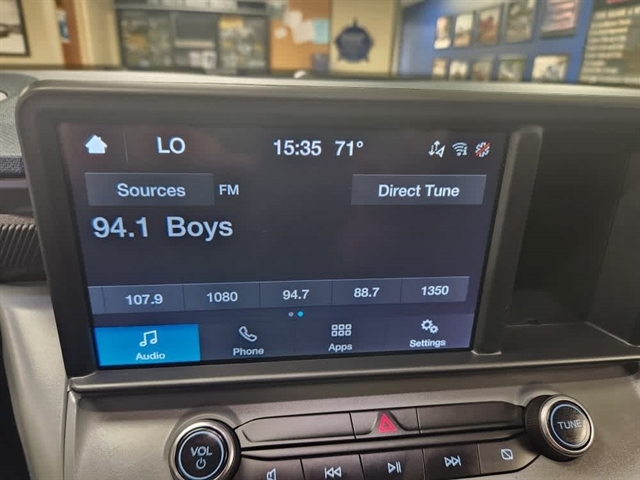 LO 15:35 71°
Sources FM Direct Tune
94.1 Boys
107.9 1080 94.7 88.7 1350
Audio Phone Apps Settings
VOL TUNE